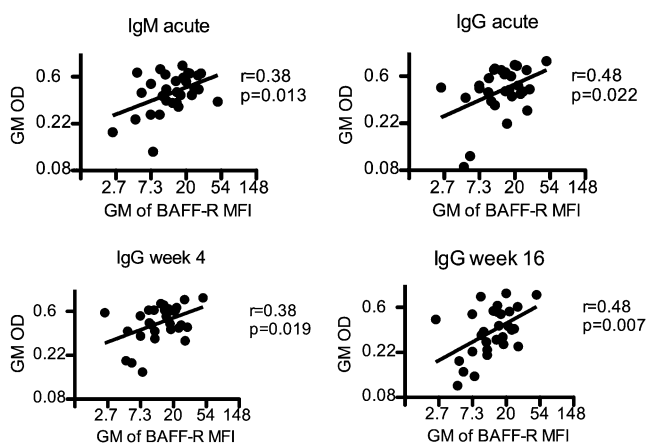 IgM acute
GM OD
0.6
0.22
0.08
2.7 7.3 20 54 148
GM of BAFF-R MFI
r=0.38
p=0.013
IgG acute
GM OD
0.6
0.22
0.08
2.7 7.3 20 54 148
GM of BAFF-R MFI
r=0.48
p=0.022
IgG week 4
GM OD
0.6
0.22
0.08
2.7 7.3 20 54 148
GM of BAFF-R MFI
r=0.38
p=0.019
IgG week 16
GM OD
0.6
0.22
0.08
2.7 7.3 20 54 148
GM of BAFF-R MFI
r=0.48
p=0.007